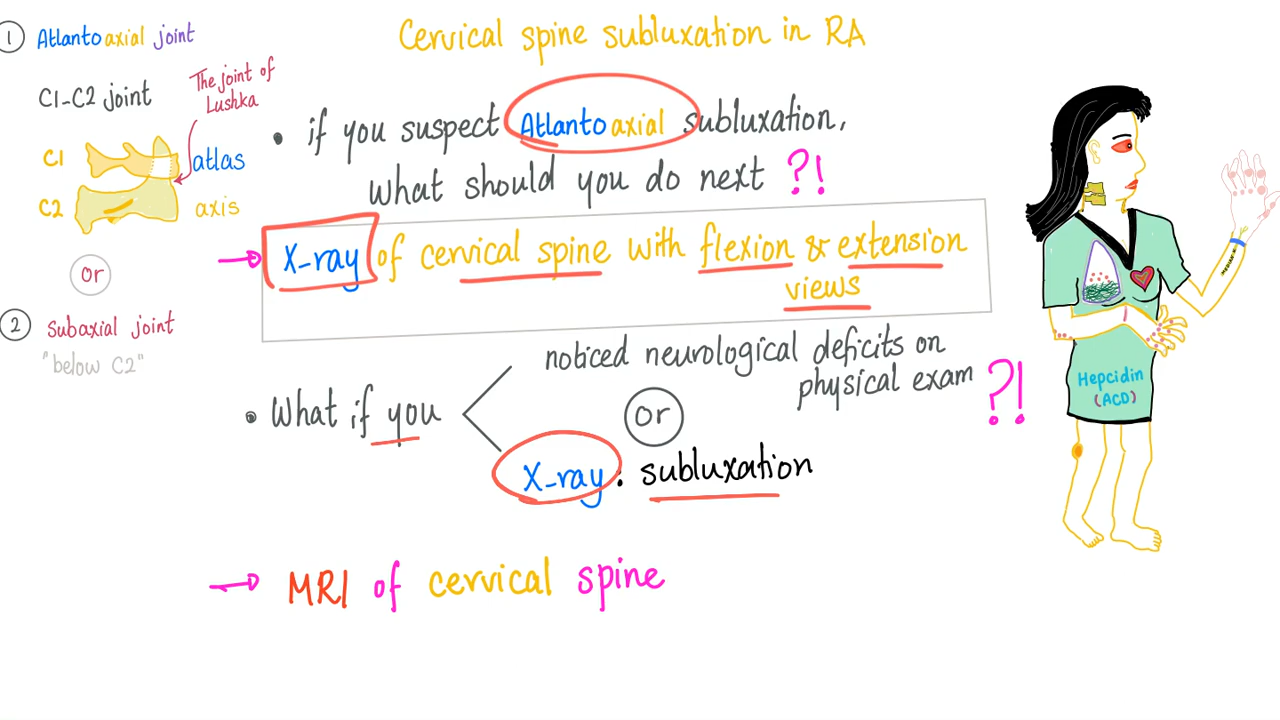 Cervical spine subluxation in RA
1 Atlantoaxial joint
C1-C2 joint
The joint of
Lushka
C1
atlas
C2
axis
or
2 Subaxial joint
"below C2"
• if you suspect Atlantoaxial subluxation,
what should you do next ?!
→ X-ray of cervical spine with flexion & extension
views
• What if you
noticed neurological deficits on
physical exam
or
X-ray: subluxation
?!
→ MRI of cervical spine
Hepcidin
(ACD)